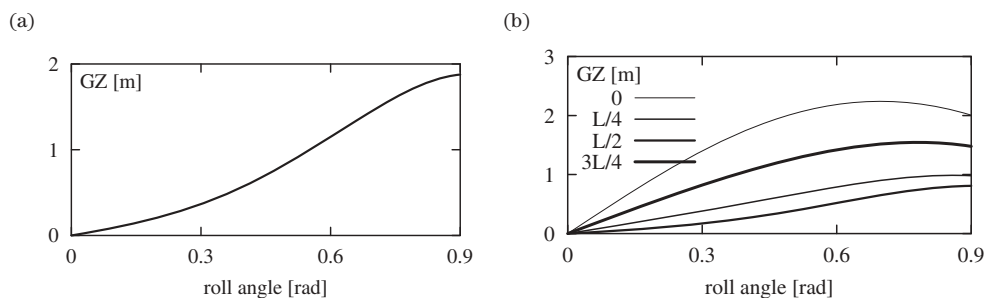 (a)
GZ [m]
2
1
0
0 0.3 0.6 0.9
roll angle [rad]
(b)
GZ [m]
0
L/4
L/2
3L/4
3
2
1
0
0 0.3 0.6 0.9
roll angle [rad]